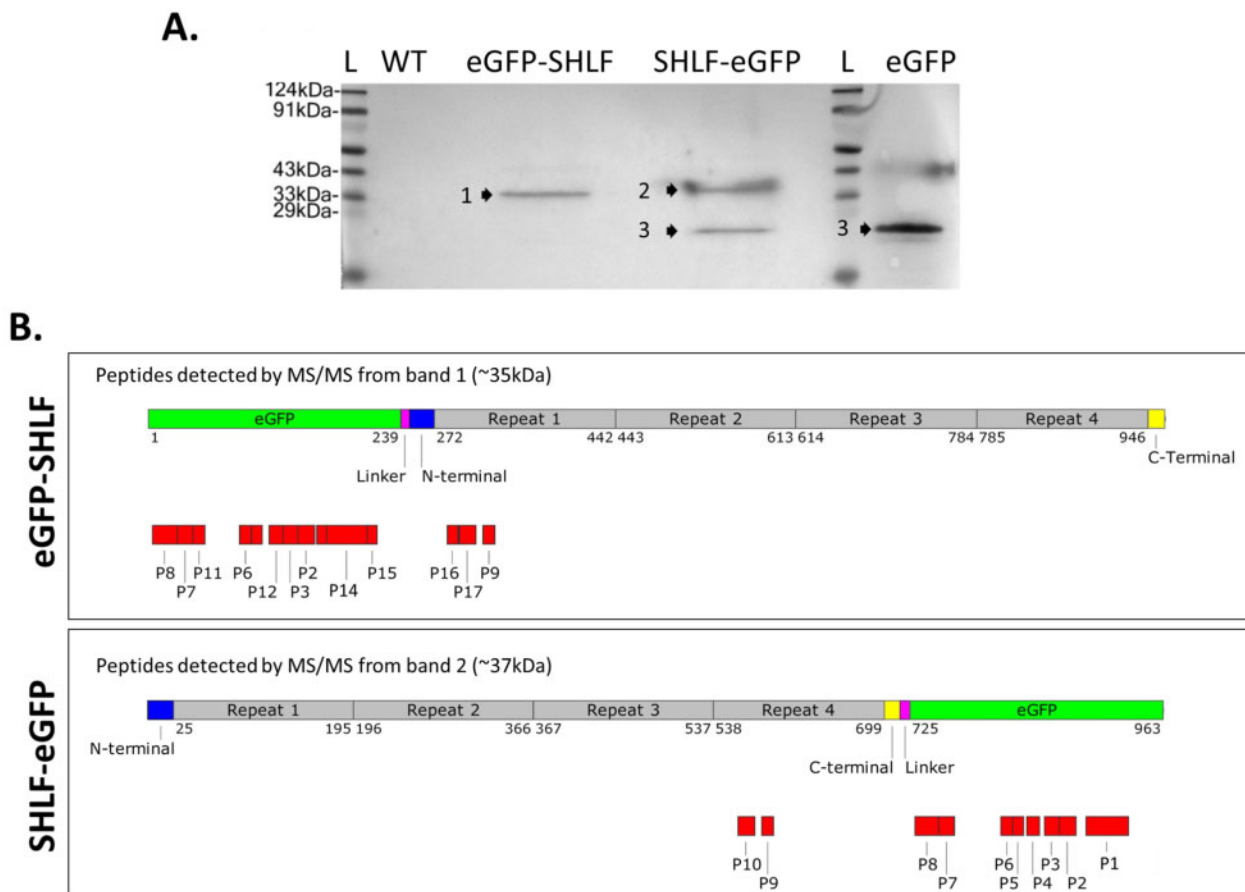 A.
L WT eGFP-SHLF SHLF-eGFP L eGFP
124kDa-
91kDa-
43kDa-
33kDa-
29kDa-
1
2
3
3
B.
eGFP-SHLF
Peptides detected by MS/MS from band 1 (~35kDa)
eGFP Repeat 1 Repeat 2 Repeat 3 Repeat 4
1 239 272 442 443 613 614 784 785 946
Linker N-terminal C-Terminal
P8 P11 P6 P2 P15 P16 P9
P7 P12 P3 P14 P17
SHLF-eGFP
Peptides detected by MS/MS from band 2 (~37kDa)
Repeat 1 Repeat 2 Repeat 3 Repeat 4 eGFP
25 195 196 366 367 537 538 699 725 963
N-terminal C-terminal Linker
P10 P8 P6 P3 P1
P9 P7 P5 P4 P2